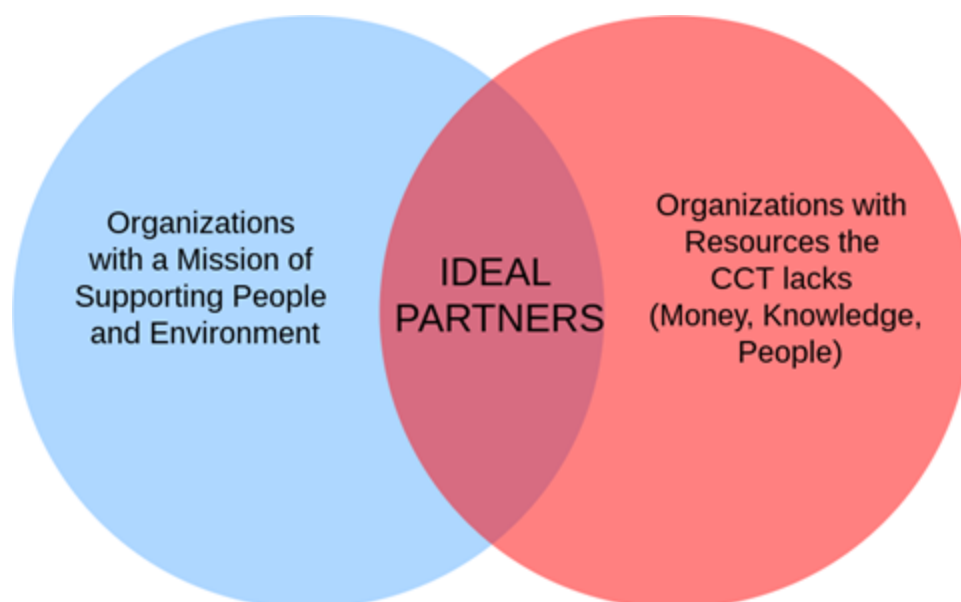 Organizations
with a Mission of
Supporting People
and Environment
IDEAL
PARTNERS
Organizations with
Resources the
CCT lacks
(Money, Knowledge,
People)